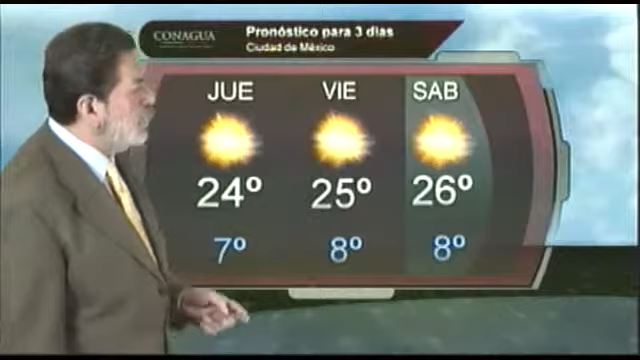 CONAGUA
Pronóstico para 3 días
Ciudad de México
JUE VIE SAB
24º 25º 26º
7º 8º 8º